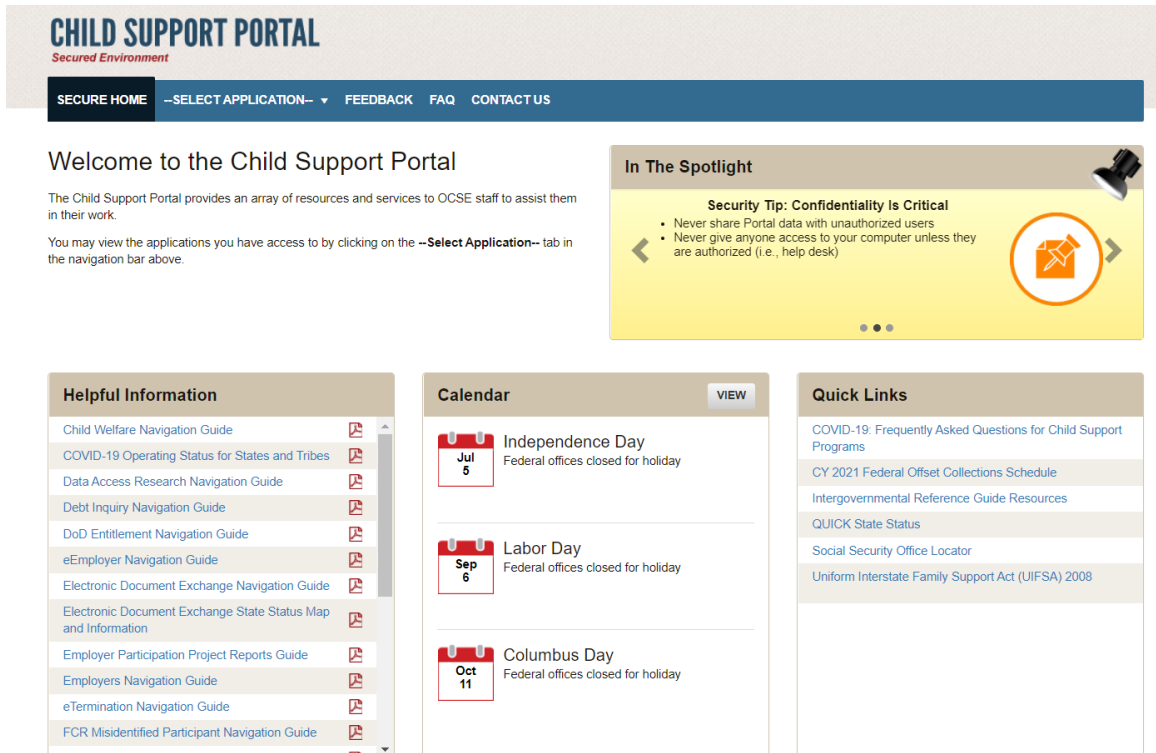 CHILD SUPPORT PORTAL
Secured Environment
SECURE HOME
--SELECT APPLICATION--
FEEDBACK
FAQ
CONTACT US
Welcome to the Child Support Portal
The Child Support Portal provides an array of resources and services to OCSE staff to assist them
in their work.
You may view the applications you have access to by clicking on the --Select Application-- tab in
the navigation bar above.
In The Spotlight
Security Tip: Confidentiality Is Critical
• Never share Portal data with unauthorized users
• Never give anyone access to your computer unless they
are authorized (i.e., help desk)
Helpful Information
Child Welfare Navigation Guide
COVID-19 Operating Status for States and Tribes
Data Access Research Navigation Guide
Debt Inquiry Navigation Guide
DoD Entitlement Navigation Guide
eEmployer Navigation Guide
Electronic Document Exchange Navigation Guide
Electronic Document Exchange State Status Map
and Information
Employer Participation Project Reports Guide
Employers Navigation Guide
eTermination Navigation Guide
FCR Misidentified Participant Navigation Guide
Calendar
VIEW
Jul
5
Independence Day
Federal offices closed for holiday
Sep
6
Labor Day
Federal offices closed for holiday
Oct
11
Columbus Day
Federal offices closed for holiday
Quick Links
COVID-19: Frequently Asked Questions for Child Support
Programs
CY 2021 Federal Offset Collections Schedule
Intergovernmental Reference Guide Resources
QUICK State Status
Social Security Office Locator
Uniform Interstate Family Support Act (UIFSA) 2008